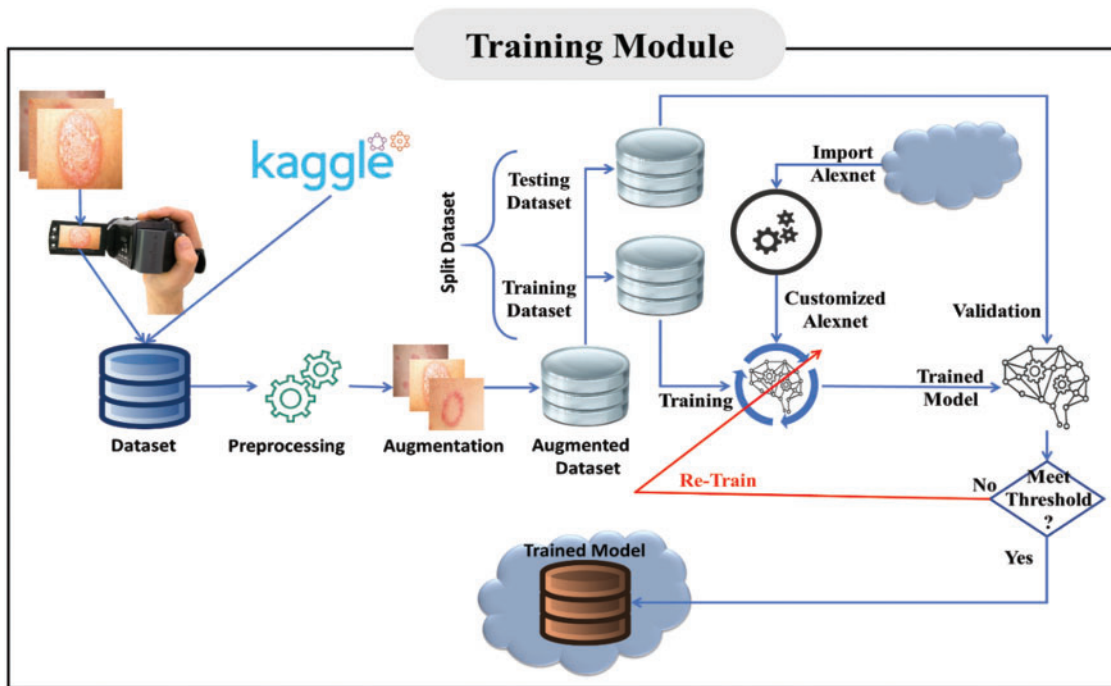 Training Module
kaggle
Split Dataset
Testing
Dataset
Training
Dataset
Import
Alexnet
Customized
Alexnet
Validation
Training
Trained
Model
Dataset
Preprocessing
Augmentation
Augmented
Dataset
Re-Train
No
Meet
Threshold
?
Yes
Trained Model